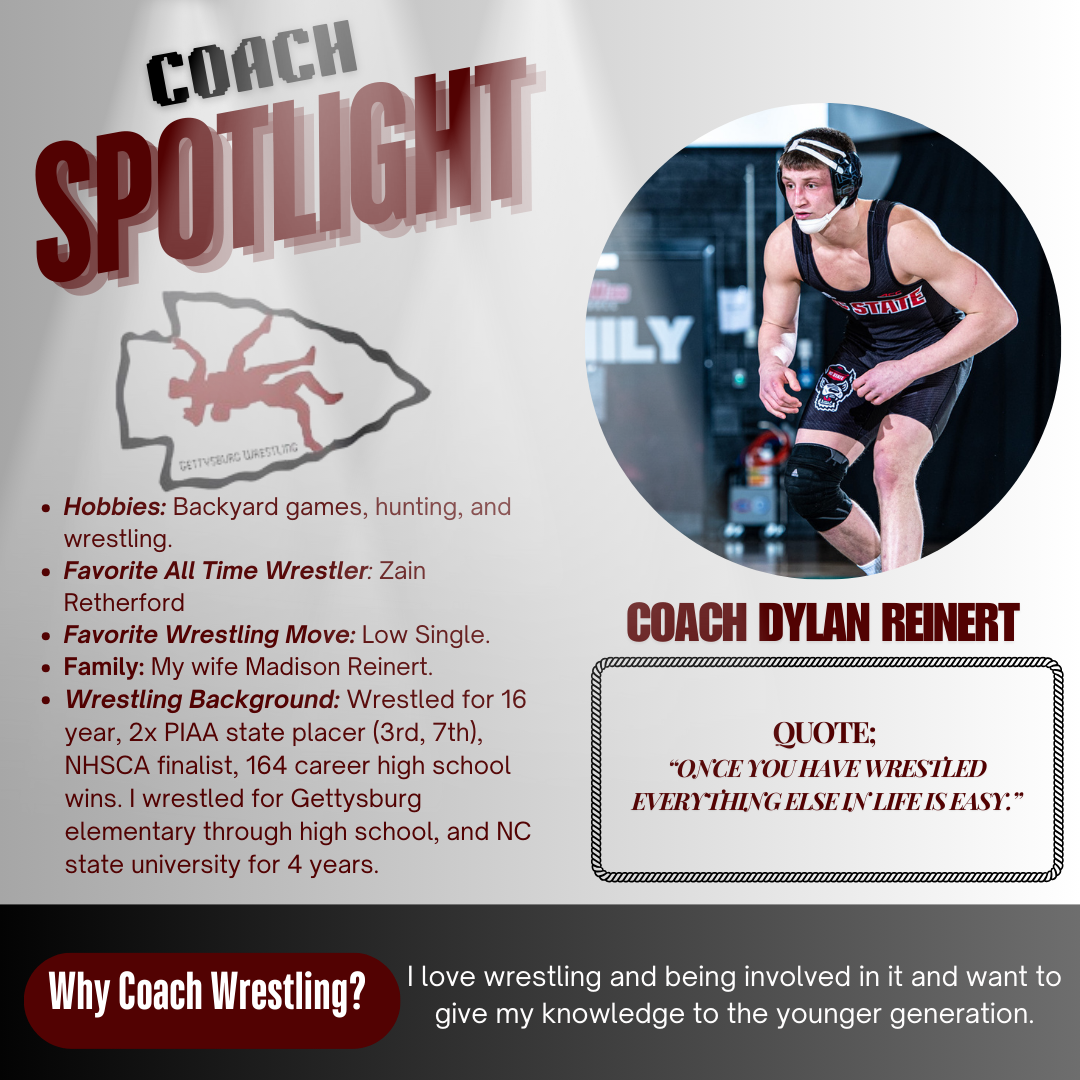 COACH
SPOTLIGHT
GETTYSBURG WRESTLING
Hobbies: Backyard games, hunting, and
wrestling.
Favorite All Time Wrestler: Zain
Retherford
Favorite Wrestling Move: Low Single.
Family: My wife Madison Reinert.
Wrestling Background: Wrestled for 16
year, 2x PIAA state placer (3rd, 7th),
NHSCA finalist, 164 career high school
wins. I wrestled for Gettysburg
elementary through high school, and NC
state university for 4 years.
STATE
COACH DYLAN REINERT
QUOTE;
“ONCE YOU HAVE WRESTLED
EVERYTHING ELSE IN LIFE IS EASY.”
Why Coach Wrestling?
I love wrestling and being involved in it and want to
give my knowledge to the younger generation.